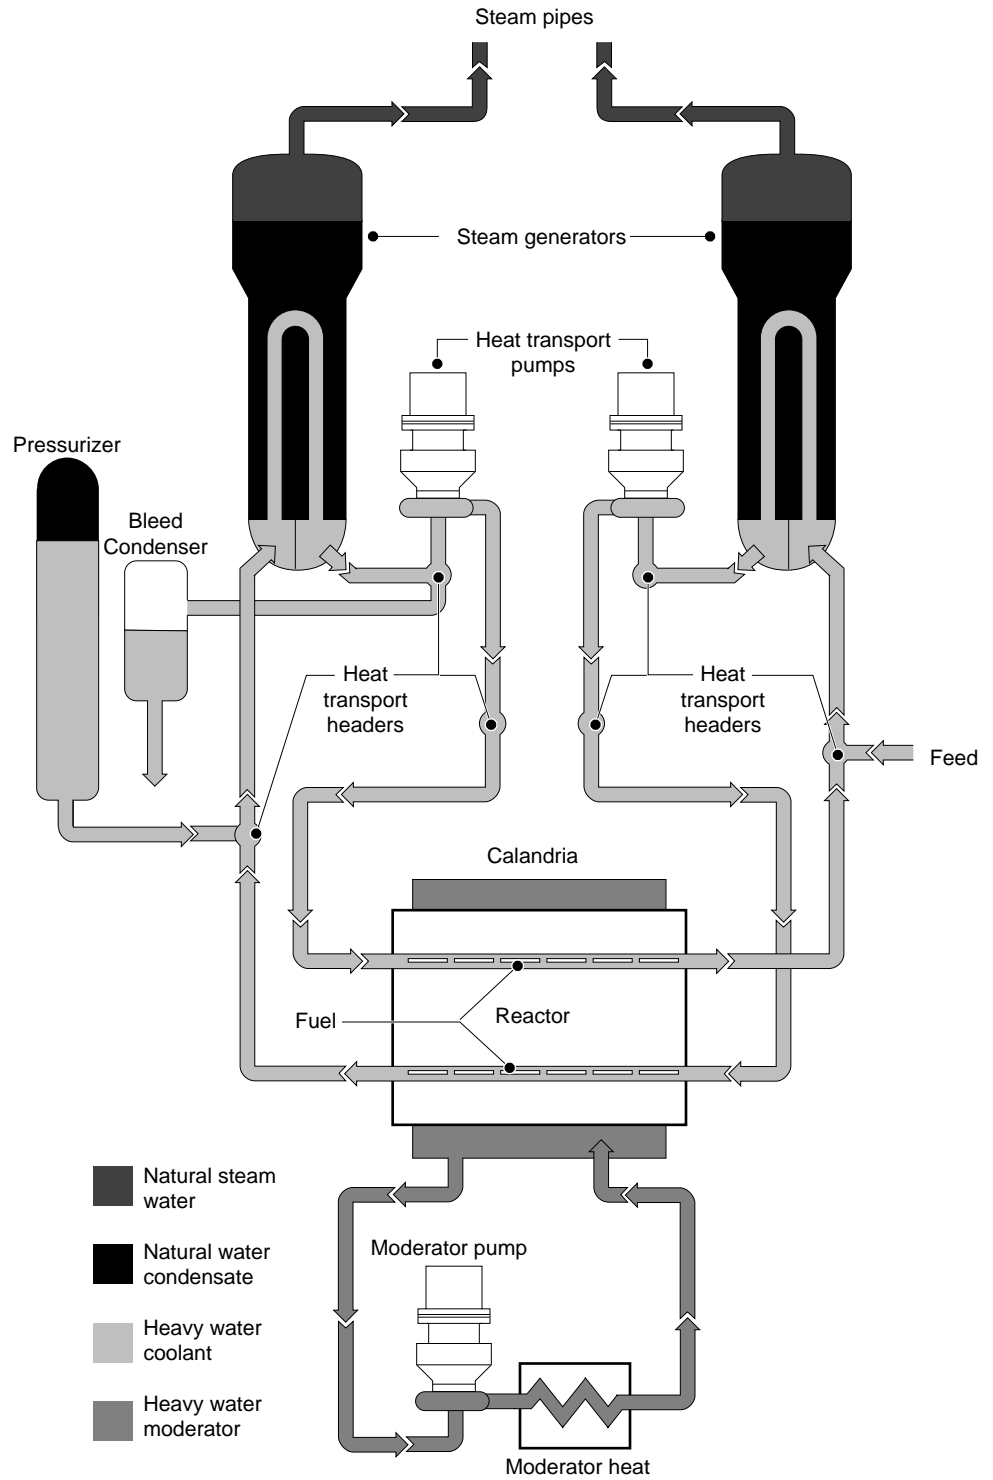 Steam pipes
Steam generators
Heat transport
pumps
Pressurizer
Bleed
Condenser
Heat
transport
headers
Heat
transport
headers
Feed
Calandria
Fuel
Reactor
Natural steam
water
Natural water
condensate
Heavy water
coolant
Heavy water
moderator
Moderator pump
Moderator heat